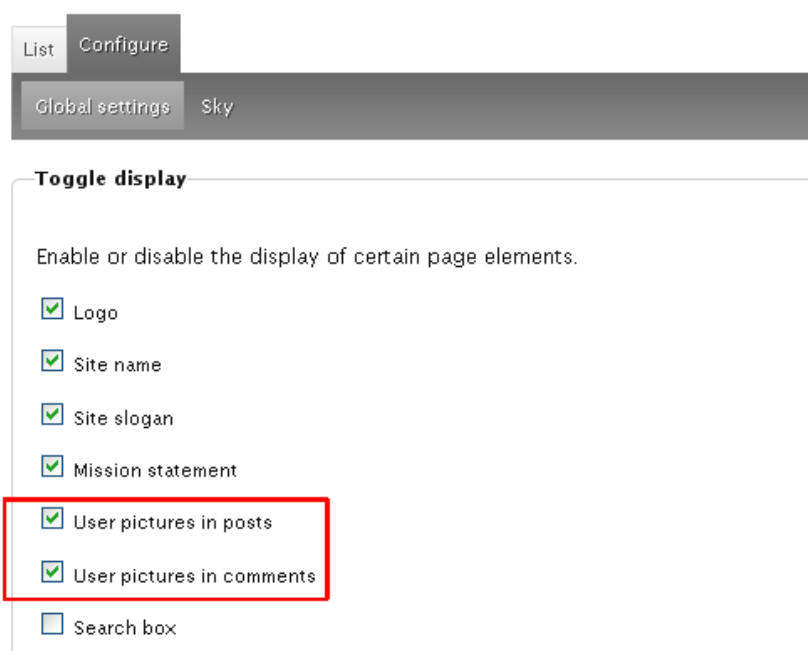 List
Configure
Global settings
Sky
Toggle display
Enable or disable the display of certain page elements.
Logo
Site name
Site slogan
Mission statement
User pictures in posts
User pictures in comments
Search box